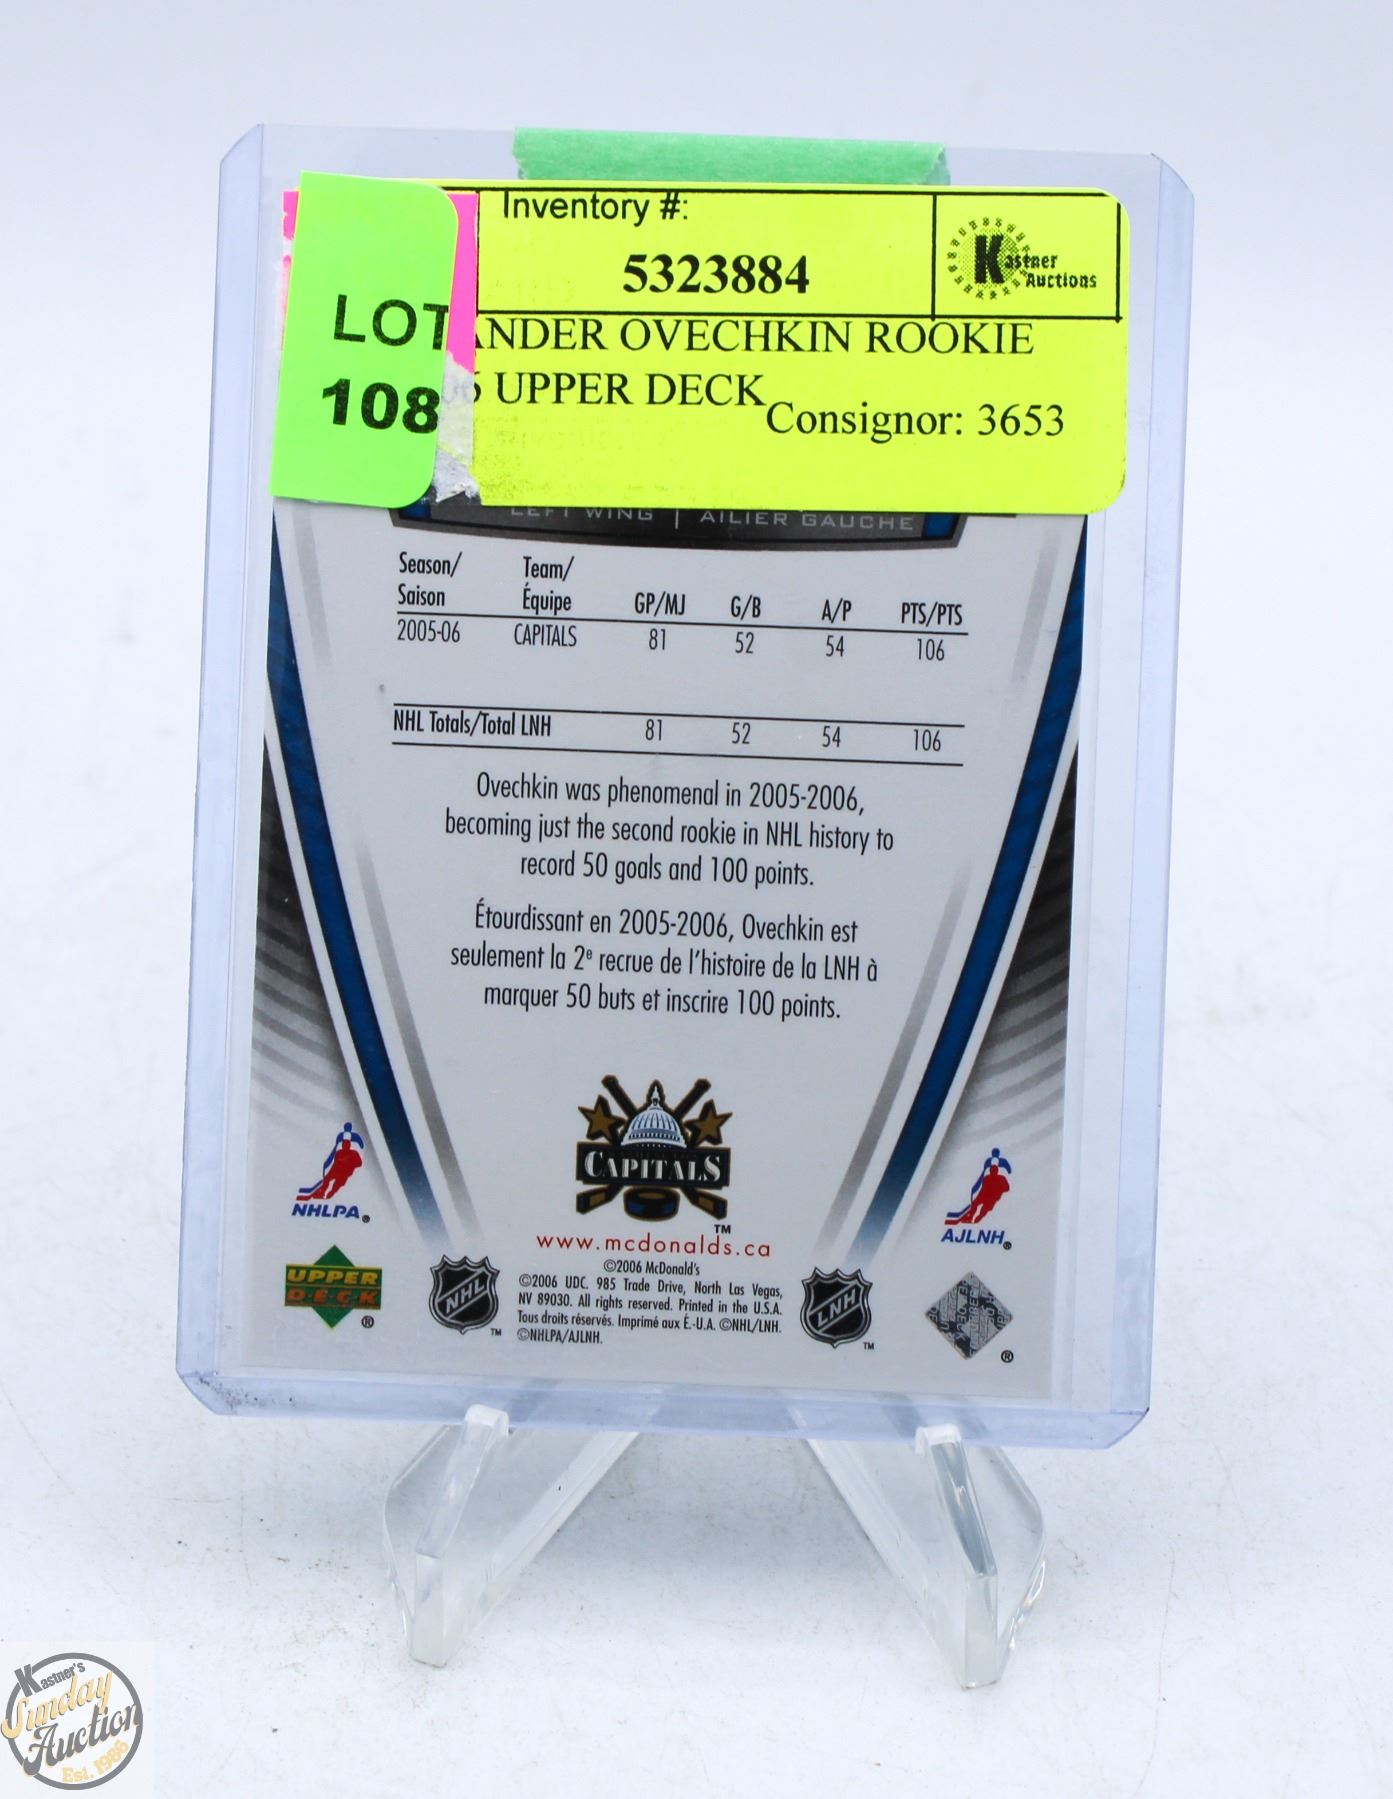 Inventory #:
5323884
Kastner
Auctions
LOT
108
ANDER OVECHKIN ROOKIE
06 UPPER DECK
Consignor: 3653
LEFT WING | AILIER GAUCHE
Season/ Team/
Saison Équipe GP/MJ G/B A/P PTS/PTS
2005-06 CAPITALS 81 52 54 106
NHL Totals/Total LNH 81 52 54 106
Ovechkin was phenomenal in 2005-2006,
becoming just the second rookie in NHL history to
record 50 goals and 100 points.
Étourdissant en 2005-2006, Ovechkin est
seulement la 2e recrue de l'histoire de la LNH à
marquer 50 buts et inscrire 100 points.
CAPITALS
TM
NHLPA®
AJLNH®
www.mcdonalds.ca
©2006 McDonald's
©2006 UDC. 985 Trade Drive, North Las Vegas,
NV 89030. All rights reserved. Printed in the U.S.A.
Tous droits réservés. Imprimé aux É.-U.A. ©NHL/LNH.
©NHLPA/AJLNH.
UPPER
DECK
®
NHL
TM
LNH
TM
®
Kastner's
Sunday
Auction
Est. 1986